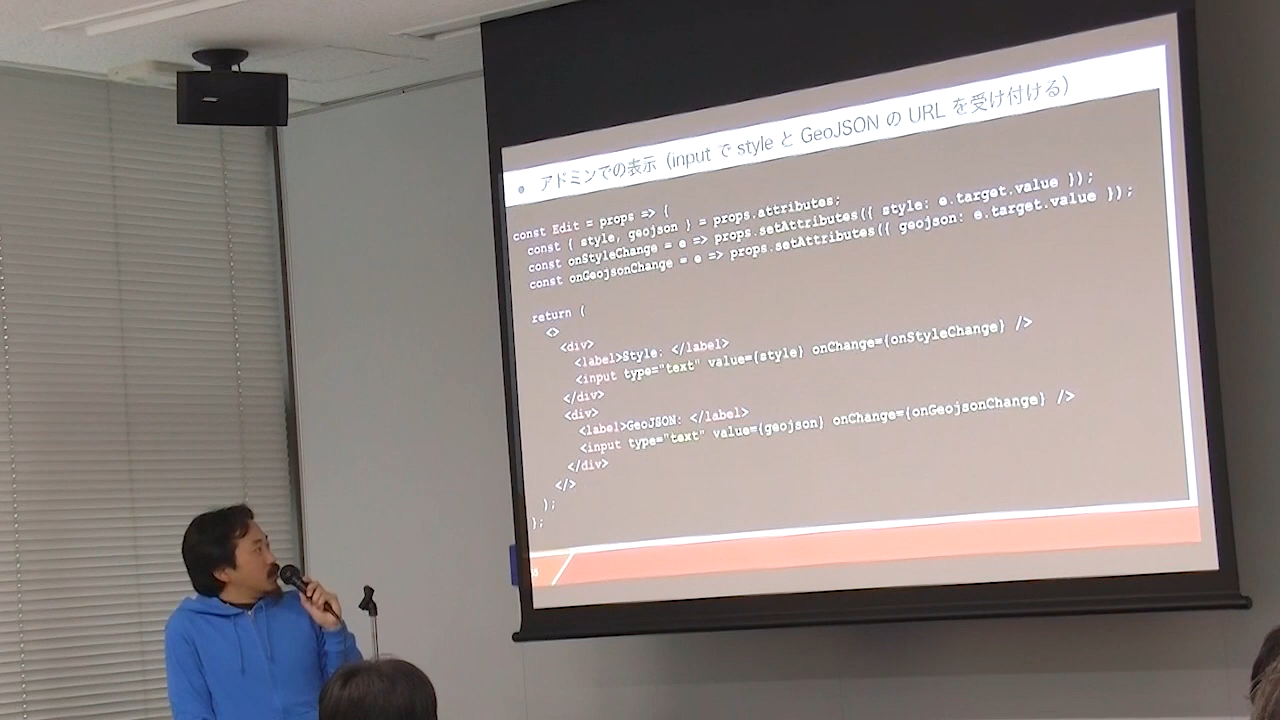 ● アドミンでの表示（input で style と GeoJSON の URL を受け付ける）
const Edit = props => {
  const { style, geojson } = props.attributes;
  const onStyleChange = e => props.setAttributes({ style: e.target.value });
  const onGeojsonChange = e => props.setAttributes({ geojson: e.target.value });
  return (
    <>
      <div>
        <label>Style: </label>
        <input type="text" value={style} onChange={onStyleChange} />
      </div>
      <div>
        <label>GeoJSON: </label>
        <input type="text" value={geojson} onChange={onGeojsonChange} />
      </div>
    </>
  );
};